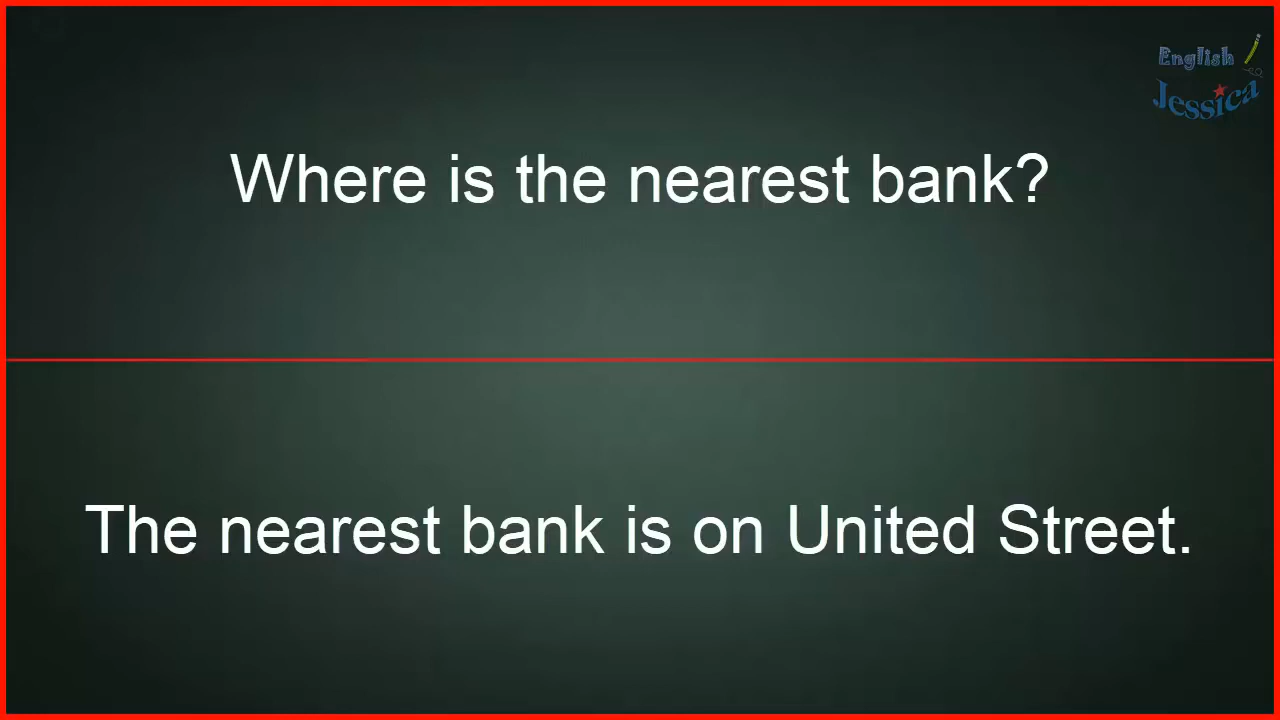 English
Jessica
Where is the nearest bank?
The nearest bank is on United Street.